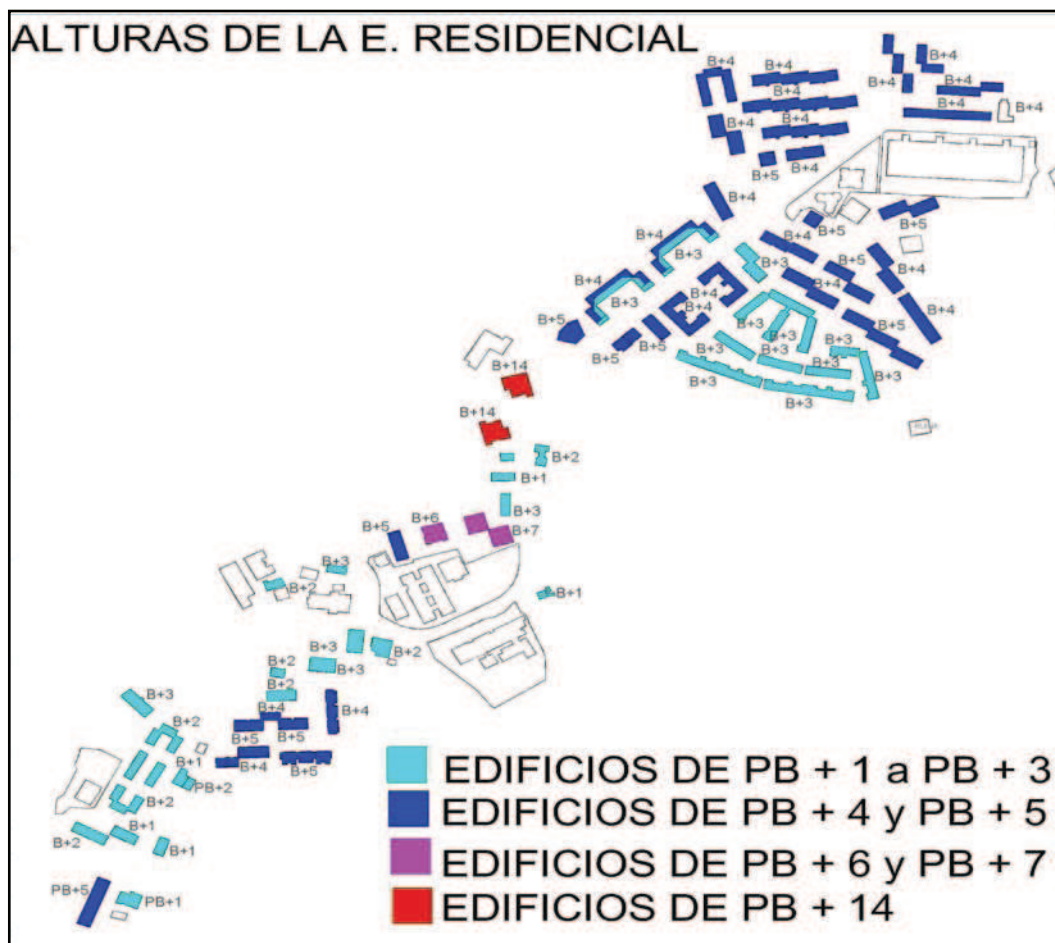 ALTURAS DE LA E. RESIDENCIAL
B+4
B+4
B+4
B+4
B+4
B+4
B+4
B+4
B+4
B+4
B+4
B+5
B+4
B+4
B+5
B+5
B+4
B+3
B+4
B+3
B+4
B+5
B+4
B+4
B+3
B+4
B+4
B+4
B+5
B+5
B+5
B+5
B+3
B+3
B+3
B+3
B+3
B+3
B+3
B+3
B+14
B+14
B+2
B+1
B+3
B+5
B+6
B+7
B+3
B+2
B+1
B+3
B+2
B+2
B+3
B+2
B+3
B+4
B+4
B+2
B+5
B+5
B+1
B+4
B+5
PB+2
B+2
B+1
B+2
B+1
PB+5
PB+1
EDIFICIOS DE PB + 1 a PB + 3
EDIFICIOS DE PB + 4 y PB + 5
EDIFICIOS DE PB + 6 y PB + 7
EDIFICIOS DE PB + 14